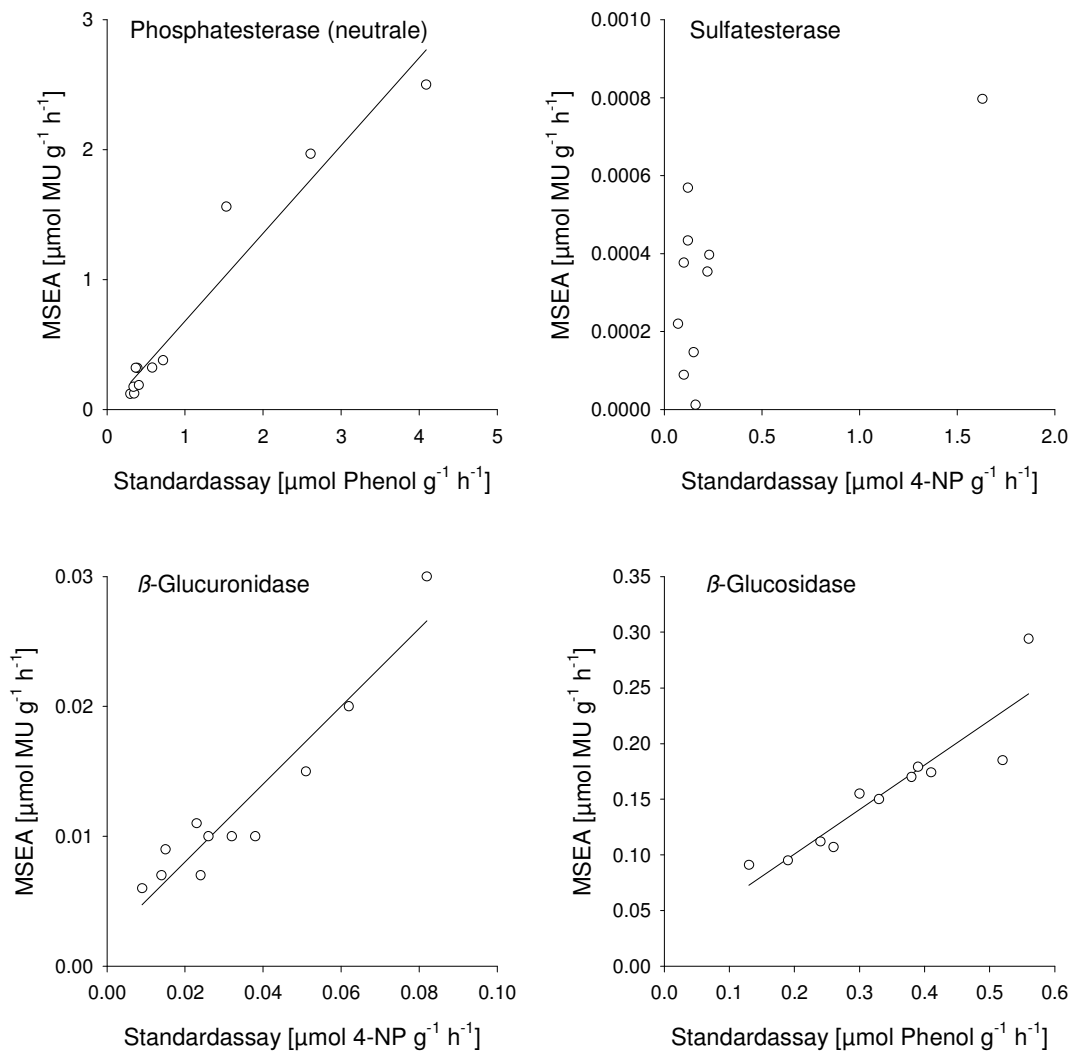 Phosphatesterase (neutrale)
MSEA [µmol MU g⁻¹ h⁻¹]
3
2
1
0
0 1 2 3 4 5
Standardassay [µmol Phenol g⁻¹ h⁻¹]
Sulfatesterase
MSEA [µmol MU g⁻¹ h⁻¹]
0.0010
0.0008
0.0006
0.0004
0.0002
0.0000
0.0 0.5 1.0 1.5 2.0
Standardassay [µmol 4-NP g⁻¹ h⁻¹]
ß-Glucuronidase
MSEA [µmol MU g⁻¹ h⁻¹]
0.03
0.02
0.01
0.00
0.00 0.02 0.04 0.06 0.08 0.10
Standardassay [µmol 4-NP g⁻¹ h⁻¹]
ß-Glucosidase
MSEA [µmol MU g⁻¹ h⁻¹]
0.35
0.30
0.25
0.20
0.15
0.10
0.05
0.00
0.0 0.1 0.2 0.3 0.4 0.5 0.6
Standardassay [µmol Phenol g⁻¹ h⁻¹]